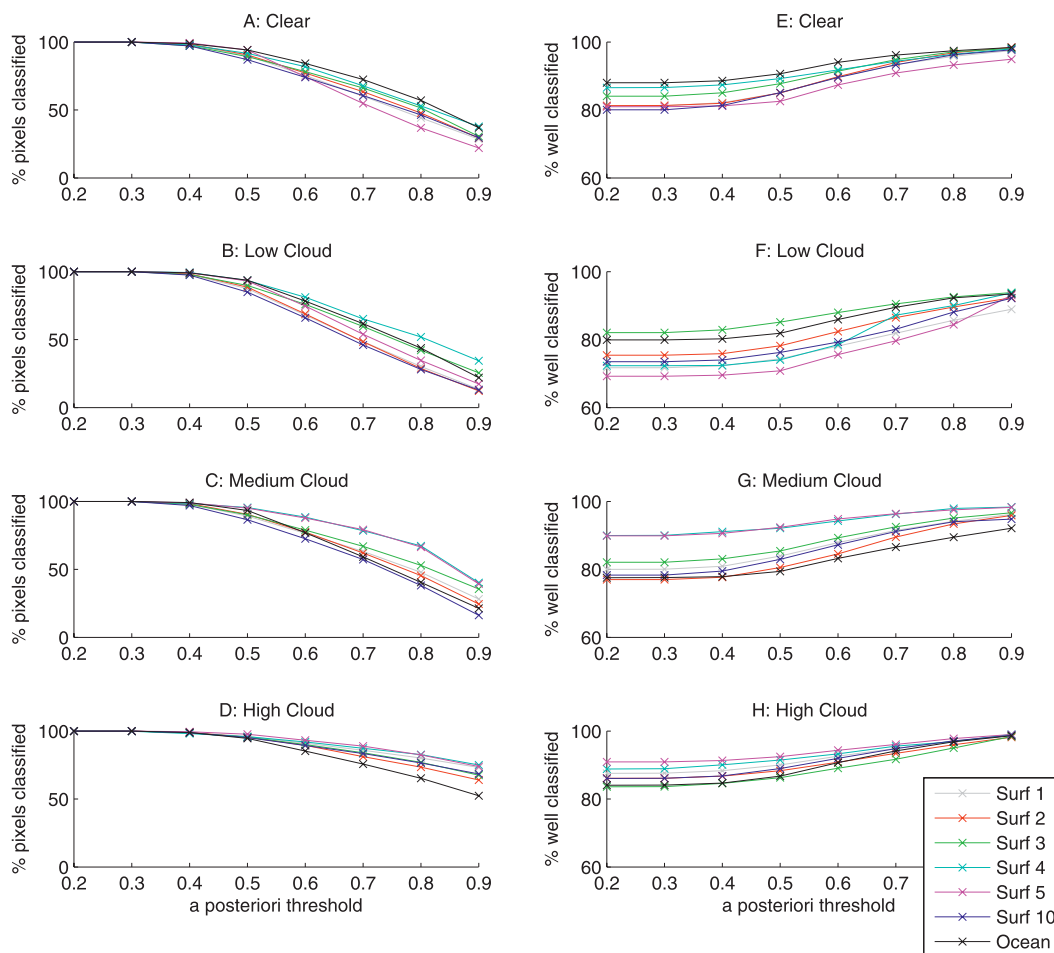 A: Clear
% pixels classified
100
50
0
0.2 0.3 0.4 0.5 0.6 0.7 0.8 0.9
E: Clear
% well classified
100
80
60
0.2 0.3 0.4 0.5 0.6 0.7 0.8 0.9
B: Low Cloud
% pixels classified
100
50
0
0.2 0.3 0.4 0.5 0.6 0.7 0.8 0.9
F: Low Cloud
% well classified
100
80
60
0.2 0.3 0.4 0.5 0.6 0.7 0.8 0.9
C: Medium Cloud
% pixels classified
100
50
0
0.2 0.3 0.4 0.5 0.6 0.7 0.8 0.9
G: Medium Cloud
% well classified
100
80
60
0.2 0.3 0.4 0.5 0.6 0.7 0.8 0.9
D: High Cloud
% pixels classified
100
50
0
0.2 0.3 0.4 0.5 0.6 0.7 0.8 0.9
a posteriori threshold
H: High Cloud
% well classified
100
80
60
0.2 0.3 0.4 0.5 0.6 0.7
a posteriori threshold
Surf 1
Surf 2
Surf 3
Surf 4
Surf 5
Surf 10
Ocean